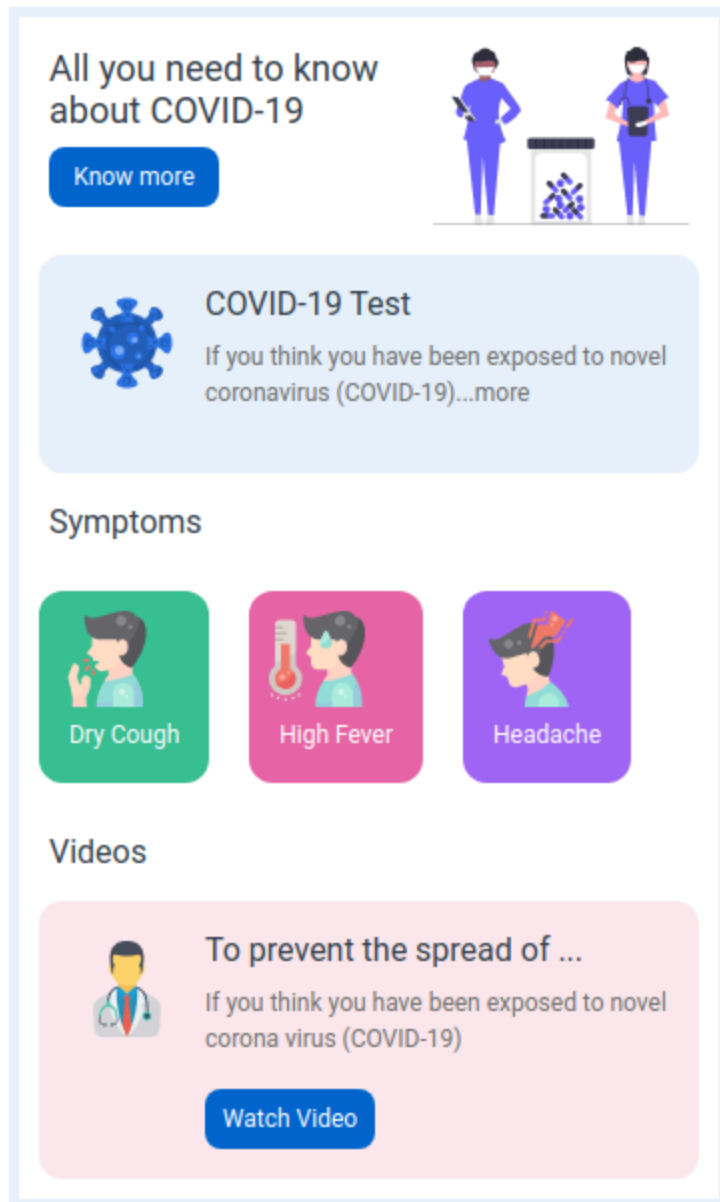 All you need to know
about COVID-19
Know more
COVID-19 Test
If you think you have been exposed to novel
coronavirus (COVID-19)...more
Symptoms
Dry Cough
High Fever
Headache
Videos
To prevent the spread of ...
If you think you have been exposed to novel
corona virus (COVID-19)
Watch Video